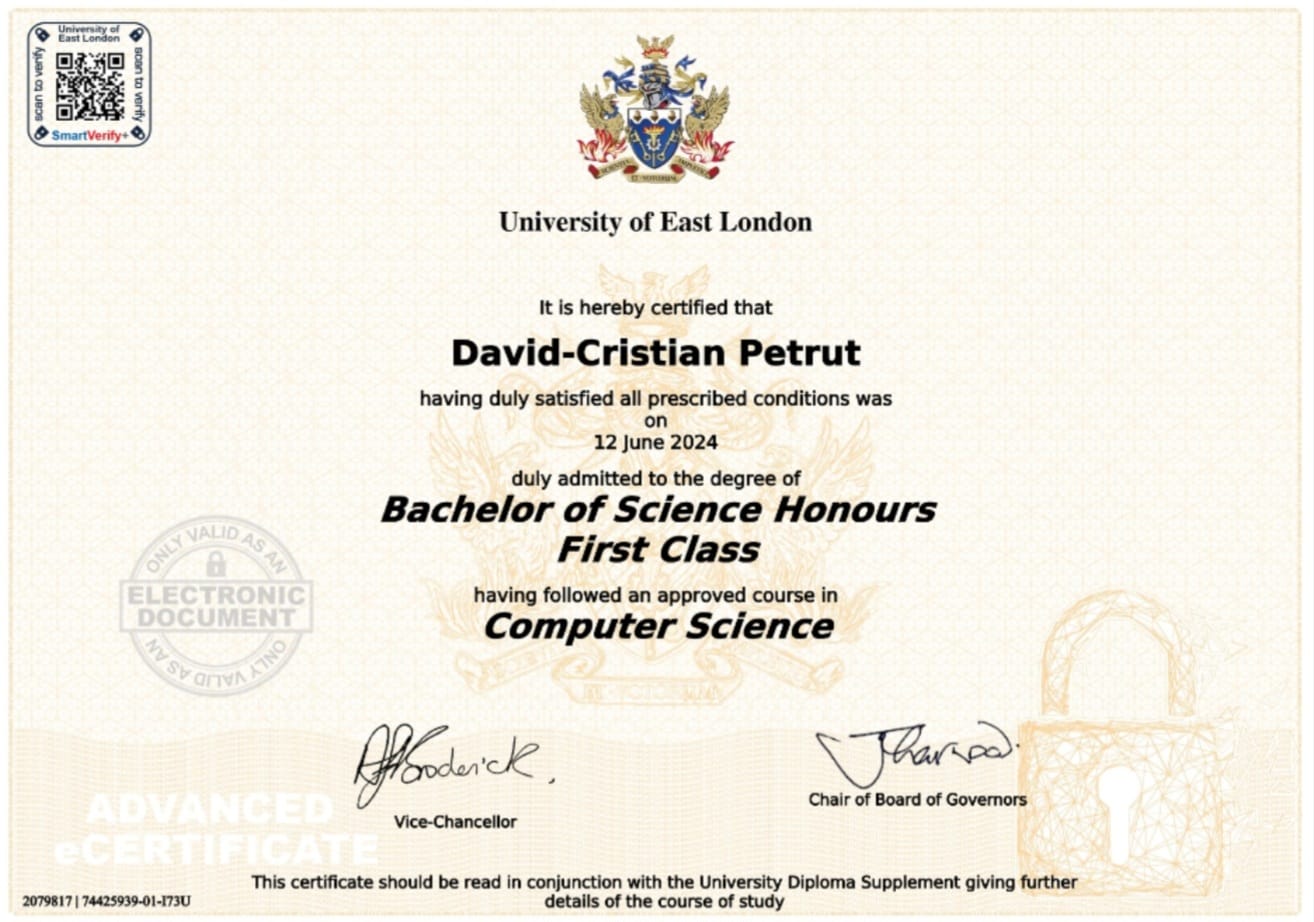 University of
East London
scan to verify
scan to verify
SmartVerify+
University of East London
It is hereby certified that
David-Cristian Petrut
having duly satisfied all prescribed conditions was
on
12 June 2024
duly admitted to the degree of
Bachelor of Science Honours
First Class
having followed an approved course in
Computer Science
ONLY VALID AS AN
ELECTRONIC
DOCUMENT
ONLY VALID AS AN
Vice-Chancellor
Chair of Board of Governors
ADVANCED
eCERTIFICATE
This certificate should be read in conjunction with the University Diploma Supplement giving further
details of the course of study
2079817 | 74425939-01-I73U